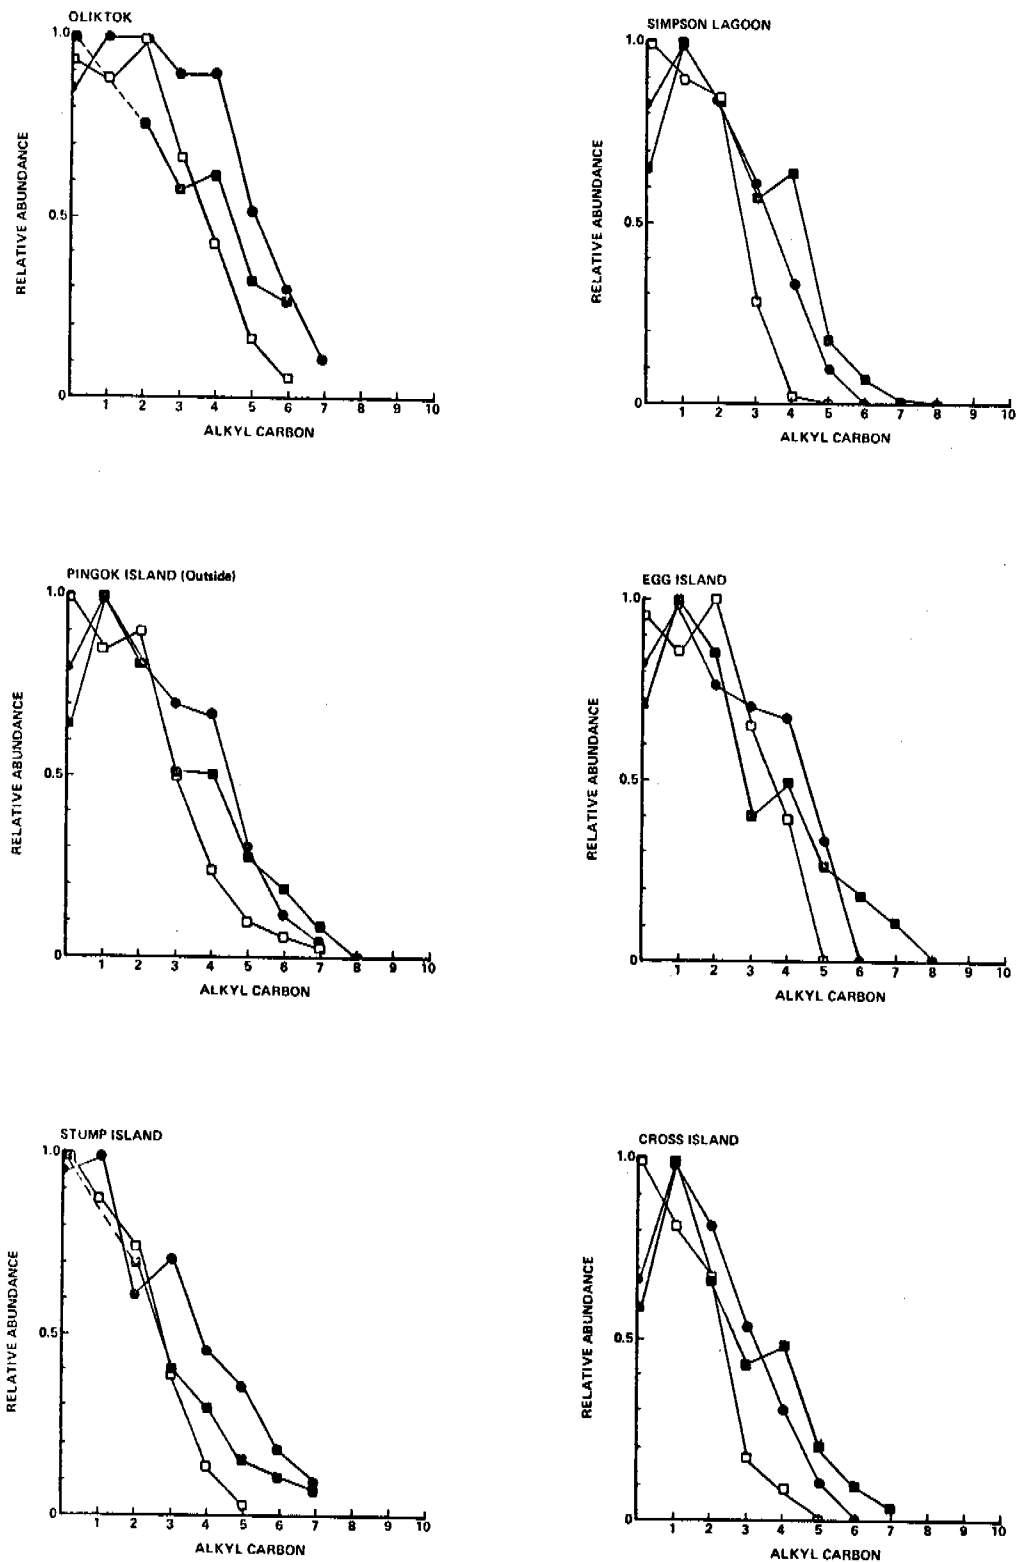 OLIKTOK
1.0
0.5
0
RELATIVE ABUNDANCE
1 2 3 4 5 6 7 8 9 10
ALKYL CARBON
SIMPSON LAGOON
1.0
0.5
0
RELATIVE ABUNDANCE
1 2 3 4 5 6 7 8 9 10
ALKYL CARBON
PINGOK ISLAND (Outside)
1.0
0.5
0
RELATIVE ABUNDANCE
1 2 3 4 5 6 7 8 9 10
ALKYL CARBON
EGG ISLAND
1.0
0.5
0
RELATIVE ABUNDANCE
1 2 3 4 5 6 7 8 9 10
ALKYL CARBON
STUMP ISLAND
1.0
0.5
0
RELATIVE ABUNDANCE
1 2 3 4 5 6 7 8 9 10
ALKYL CARBON
CROSS ISLAND
1.0
0.5
0
RELATIVE ABUNDANCE
1 2 3 4 5 6 7 8 9 10
ALKYL CARBON